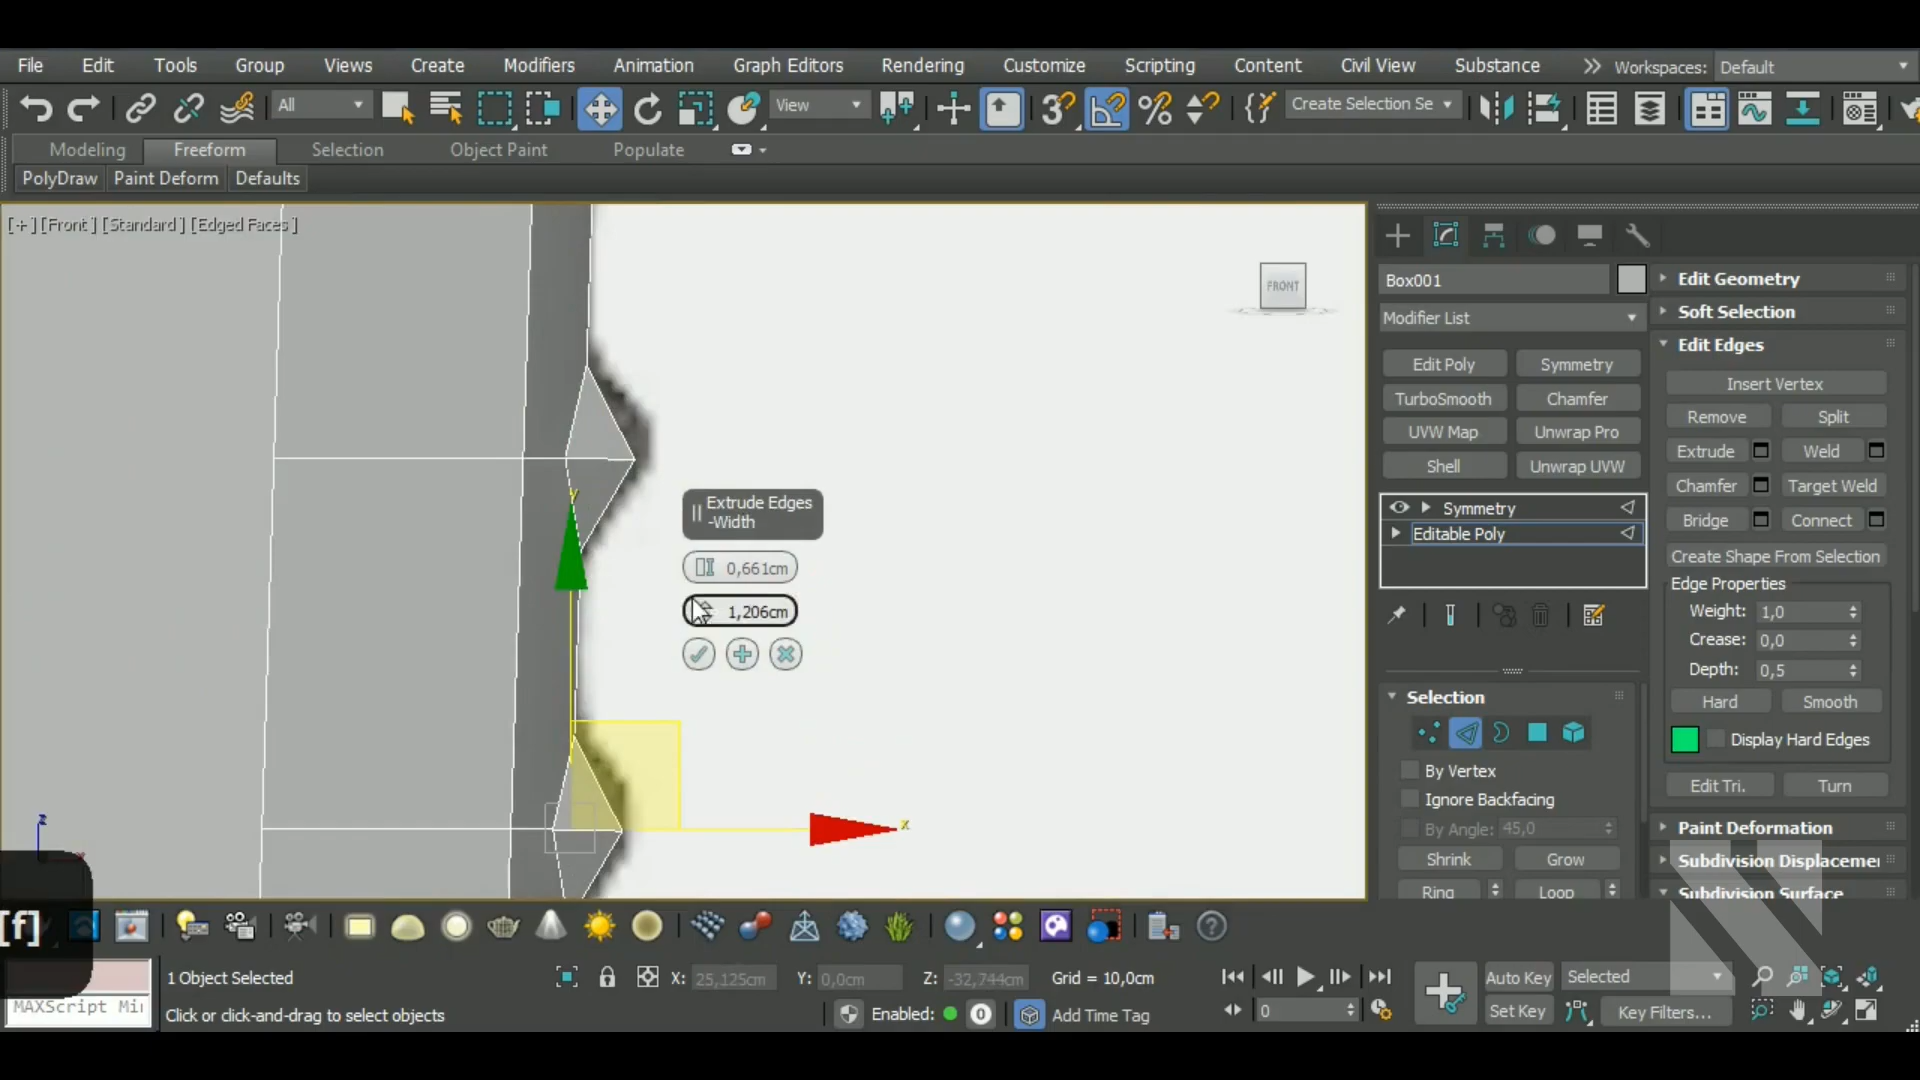 File Edit Tools Group Views Create Modifiers Animation Graph Editors Rendering Customize Scripting Content Civil View Substance Workspaces: Default
All View Create Selection Se
Modeling Freeform Selection Object Paint Populate
PolyDraw Paint Deform Defaults
[+] [Front] [Standard] [Edged Faces]
FRONT
Extrude Edges
-Width
0,661cm
1,206cm
y
x
z
Box001
Modifier List
Edit Poly Symmetry
TurboSmooth Chamfer
UVW Map Unwrap Pro
Shell Unwrap UVW
Symmetry
Editable Poly
Selection
By Vertex
Ignore Backfacing
By Angle: 45,0
Shrink Grow
Ring Loop
Edit Geometry
Soft Selection
Edit Edges
Insert Vertex
Remove Split
Extrude Weld
Chamfer Target Weld
Bridge Connect
Create Shape From Selection
Edge Properties
Weight: 1,0
Crease: 0,0
Depth: 0,5
Hard Smooth
Display Hard Edges
Edit Tri. Turn
Paint Deformation
Subdivision Displaceme
Subdivision Surface
[f]
1 Object Selected X: 25,125cm Y: 0,0cm Z: -32,744cm Grid = 10,0cm Auto Key Selected
MAXScript Mi Click or click-and-drag to select objects Enabled: 0 Add Time Tag 0 Set Key Key Filters...